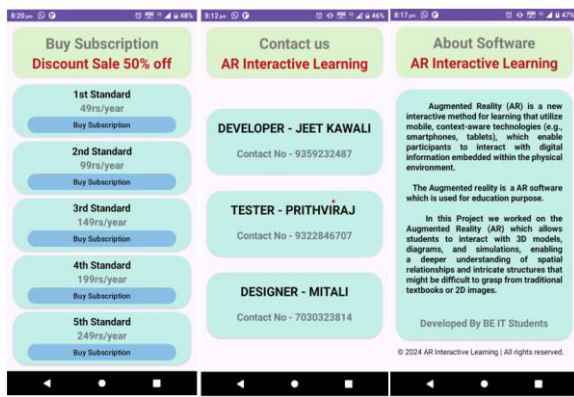 8:20 pm
48%
Buy Subscription
Discount Sale 50% off
1st Standard
49rs/year
Buy Subscription
2nd Standard
99rs/year
Buy Subscription
3rd Standard
149rs/year
Buy Subscription
4th Standard
199rs/year
Buy Subscription
5th Standard
249rs/year
Buy Subscription
8:12 pm
46%
Contact us
AR Interactive Learning
DEVELOPER - JEET KAWALI
Contact No - 9359232487
TESTER - PRITHVIRAJ
Contact No - 9322846707
DESIGNER - MITALI
Contact No - 7030323814
8:17 pm
47%
About Software
AR Interactive Learning
Augmented Reality (AR) is a new
interactive method for learning that utilize
mobile, context-aware technologies (e.g.,
smartphones, tablets), which enable
participants to interact with digital
information embedded within the physical
environment.
The Augmented reality is a AR software
which is used for education purpose.
In this Project we worked on the
Augmented Reality (AR) which allows
students to interact with 3D models,
diagrams, and simulations, enabling
a deeper understanding of spatial
relationships and intricate structures that
might be difficult to grasp from traditional
textbooks or 2D images.
Developed By BE IT Students
© 2024 AR Interactive Learning | All rights reserved.